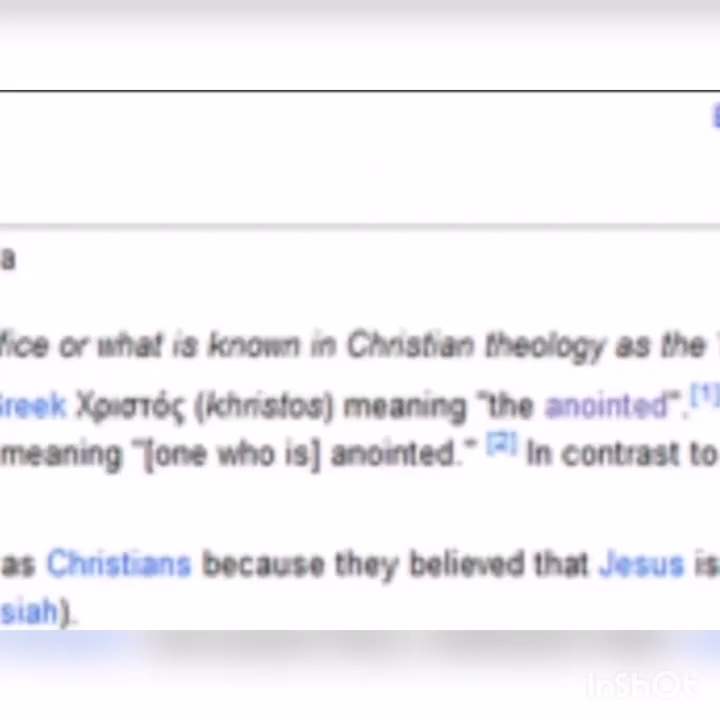 a
fice or what is known in Christian theology as the
Greek Χριστός (khristos) meaning "the anointed".[1]
meaning "[one who is] anointed." [2] In contrast to
as Christians because they believed that Jesus is
siah).
InShOt